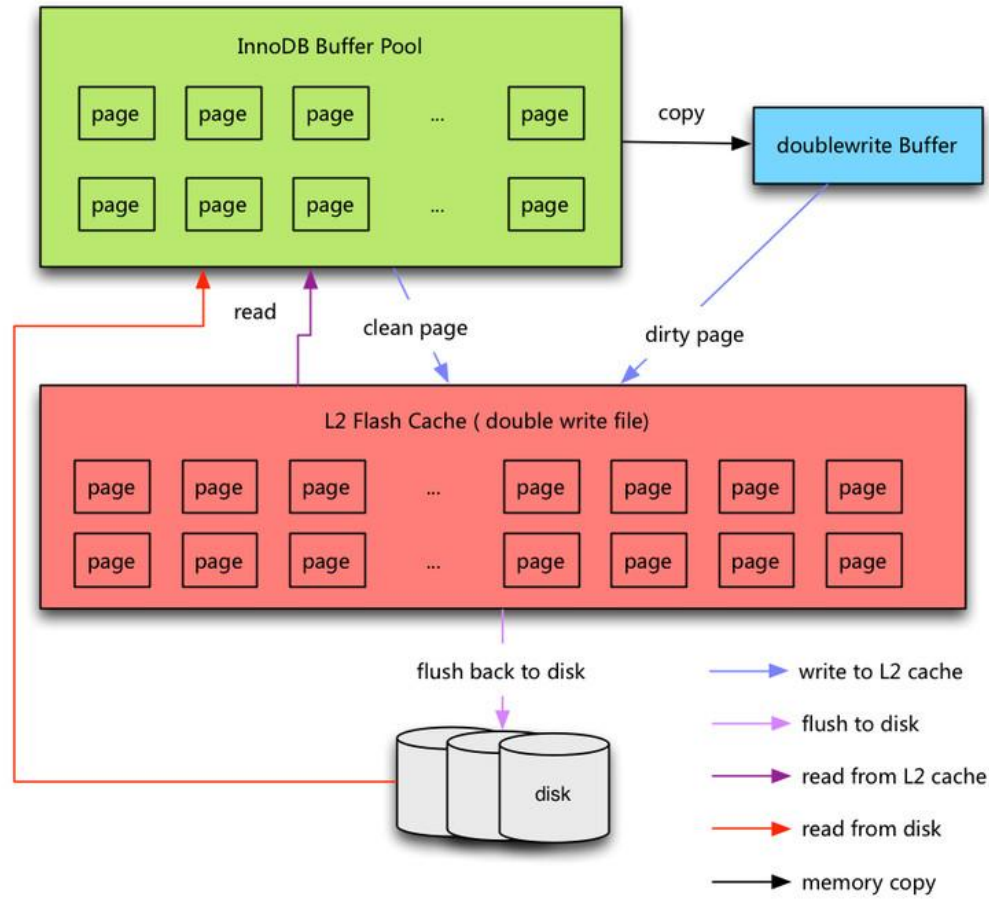 InnoDB Buffer Pool
page page page ... page
copy
doublewrite Buffer
page page page ... page
read
clean page
dirty page
L2 Flash Cache ( double write file)
page page page ... page page page page
page page page ... page page page page
flush back to disk
disk
write to L2 cache
flush to disk
read from L2 cache
read from disk
memory copy